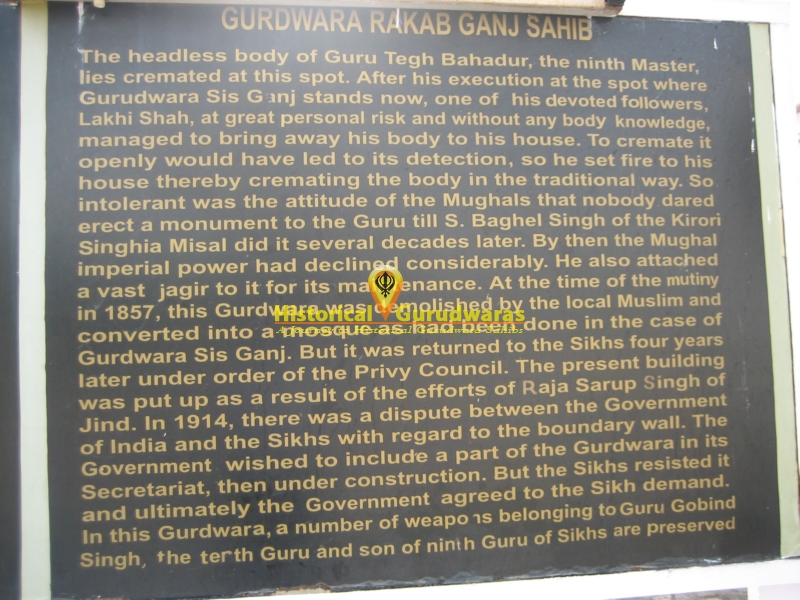 GURDWARA RAKAB GANJ SAHIB
The headless body of Guru Tegh Bahadur, the ninth Master,
lies cremated at this spot. After his execution at the spot where
Gurudwara Sis Ganj stands now, one of his devoted followers,
Lakhi Shah, at great personal risk and without any body knowledge,
managed to bring away his body to his house. To cremate it
openly would have led to its detection, so he set fire to his
house thereby cremating the body in the traditional way. So
intolerant was the attitude of the Mughals that nobody dared
erect a monument to the Guru till S. Baghel Singh of the Kirori
Singhia Misal did it several decades later. By then the Mughal
imperial power had declined considerably. He also attached
a vast jagir to it for its maintenance. At the time of the mutiny
in 1857, this Gurdwara was demolished by the local Muslim and
converted into a mosque as had been done in the case of
Gurdwara Sis Ganj. But it was returned to the Sikhs four years
later under order of the Privy Council. The present building
was put up as a result of the efforts of Raja Sarup Singh of
Jind. In 1914, there was a dispute between the Government
of India and the Sikhs with regard to the boundary wall. The
Government wished to include a part of the Gurdwara in its
Secretariat, then under construction. But the Sikhs resisted it
and ultimately the Government agreed to the Sikh demand.
In this Gurdwara, a number of weapons belonging to Guru Gobind
Singh, the tenth Guru and son of ninth Guru of Sikhs are preserved
Historical Gurudwaras